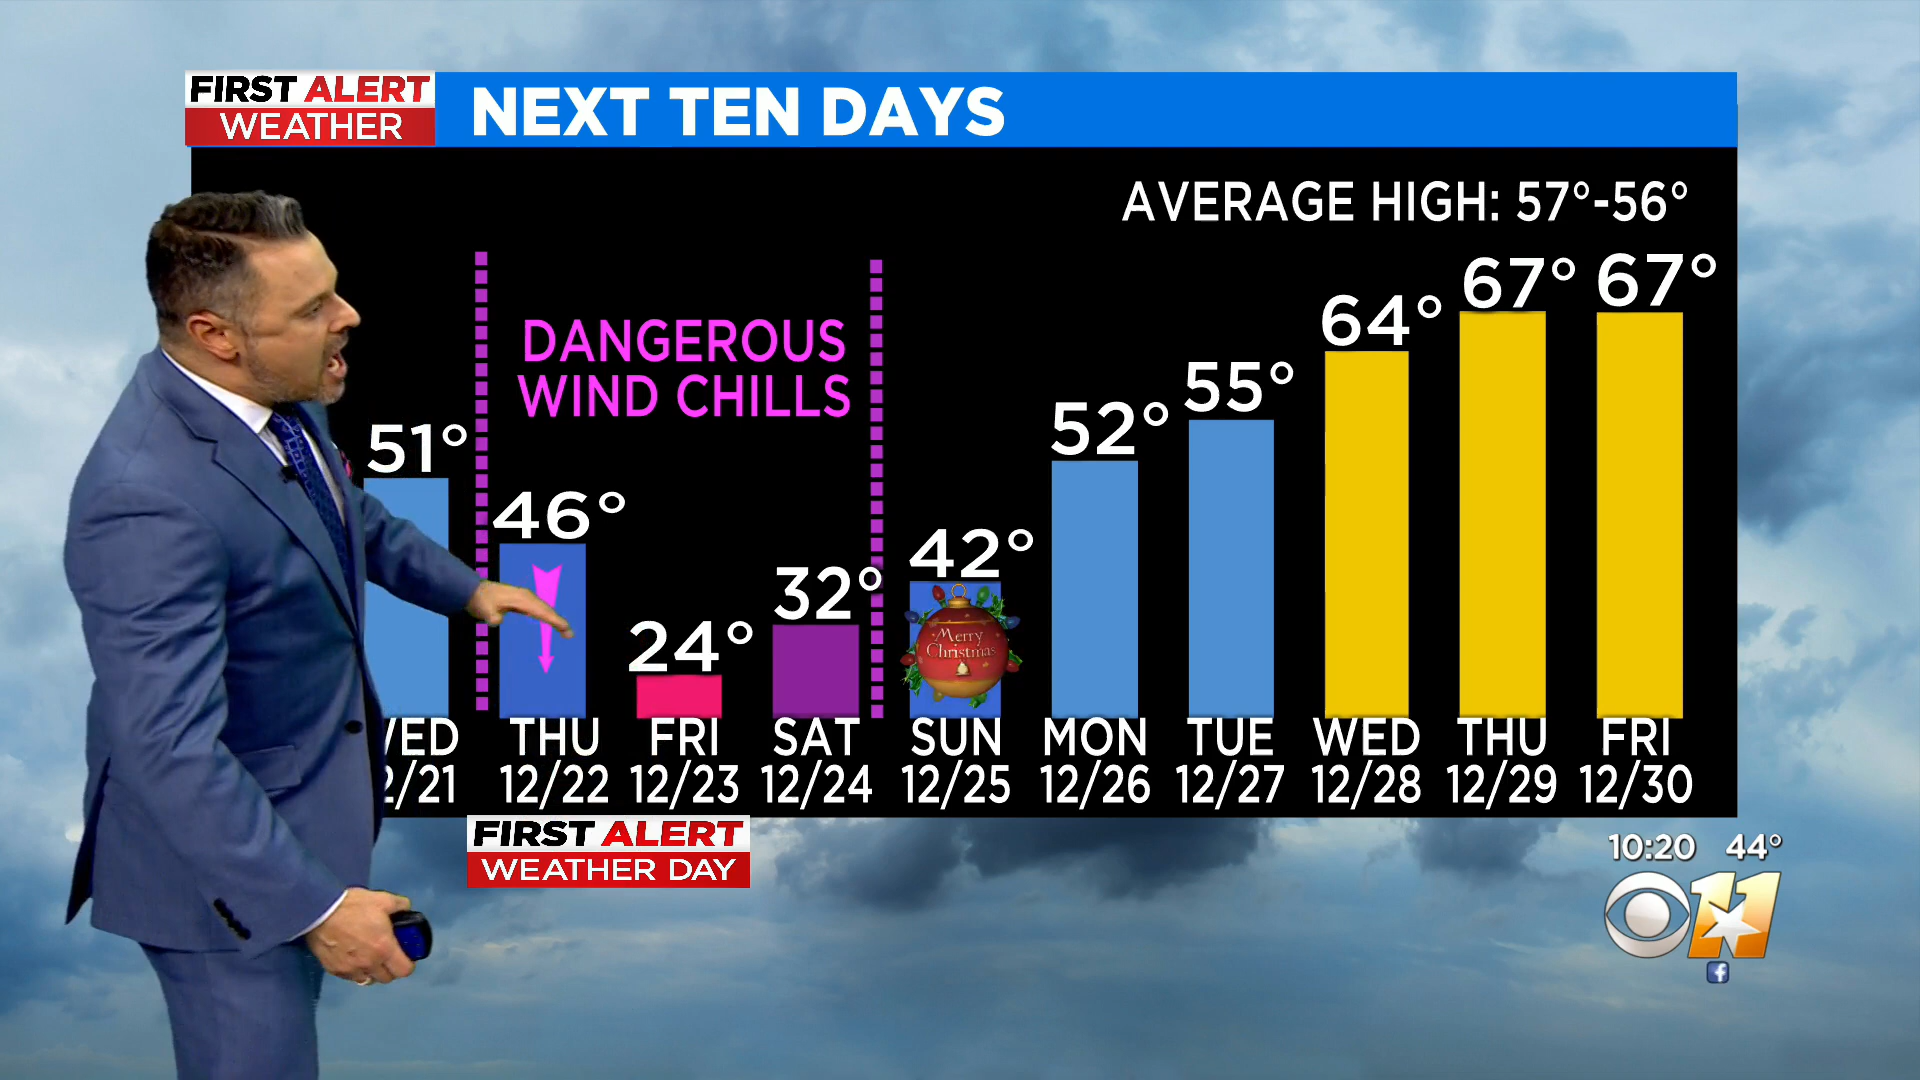 FIRST ALERT
WEATHER
NEXT TEN DAYS
AVERAGE HIGH: 57°-56°
DANGEROUS
WIND CHILLS
51° 46° 24° 32° 42° 52° 55° 64° 67° 67°
Merry
Christmas
ED THU FRI SAT SUN MON TUE WED THU FRI
2/21 12/22 12/23 12/24 12/25 12/26 12/27 12/28 12/29 12/30
FIRST ALERT
WEATHER DAY
10:20 44°
11
f